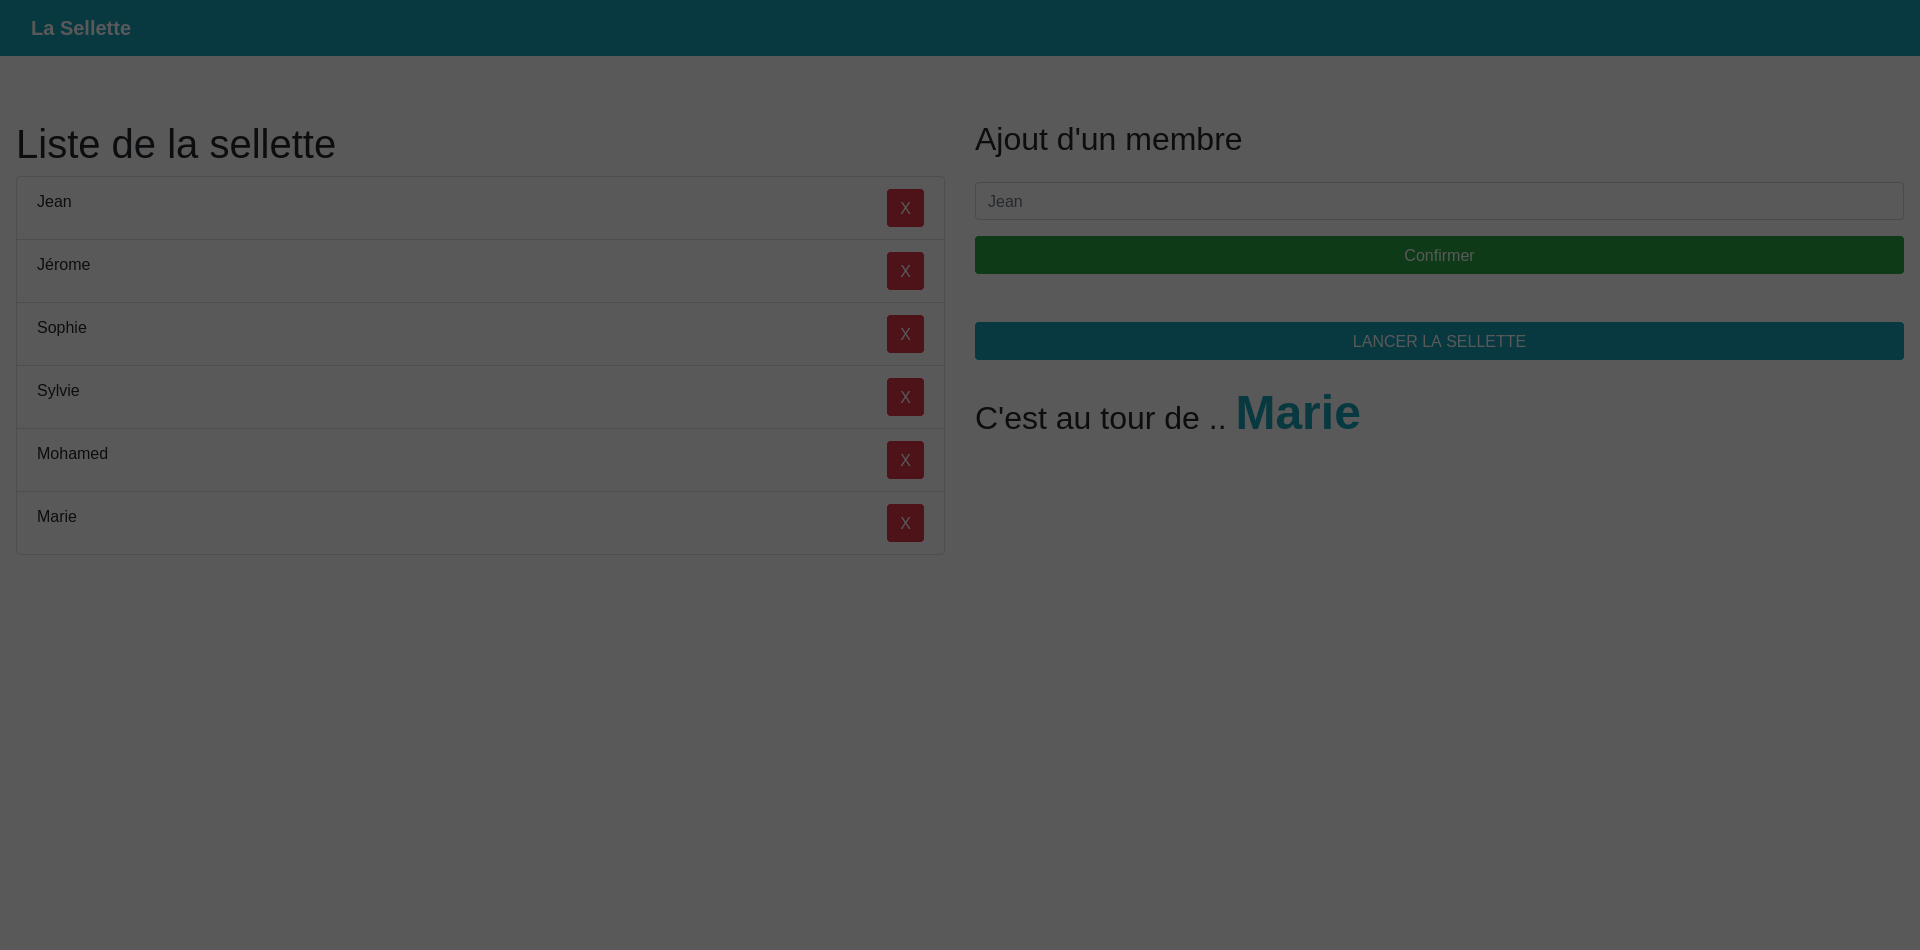 La Sellette
Liste de la sellette
Jean X
Jérome X
Sophie X
Sylvie X
Mohamed X
Marie X
Ajout d'un membre
Jean
Confirmer
LANCER LA SELLETTE
C'est au tour de .. Marie